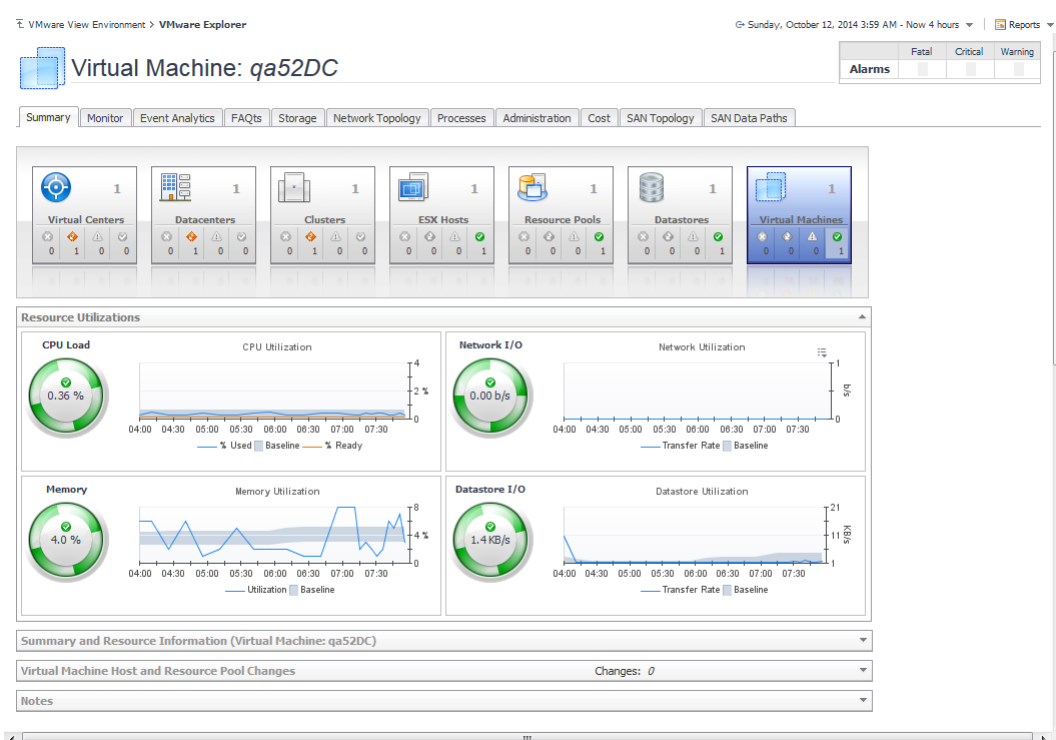 VMware View Environment > VMware Explorer
Sunday, October 12, 2014 3:59 AM - Now 4 hours
Reports
Virtual Machine: qa52DC
Fatal Critical Warning
Alarms
Summary Monitor Event Analytics FAQts Storage Network Topology Processes Administration Cost SAN Topology SAN Data Paths
1 1 1 1 1 1 1
Virtual Centers Datacenters Clusters ESX Hosts Resource Pools Datastores Virtual Machines
0 1 0 0 0 1 0 0 0 1 0 0 0 0 0 1 0 0 0 1 0 0 0 1 0 0 0 1
Resource Utilizations
CPU Load
CPU Utilization
0.36 %
4
2 %
0
04:00 04:30 05:00 05:30 06:00 06:30 07:00 07:30
% Used Baseline % Ready
Network I/O
Network Utilization
0.00 b/s
1
b/s
0
04:00 04:30 05:00 05:30 06:00 06:30 07:00 07:30
Transfer Rate Baseline
Memory
Memory Utilization
4.0 %
8
4 %
0
04:00 04:30 05:00 05:30 06:00 06:30 07:00 07:30
Utilization Baseline
Datastore I/O
Datastore Utilization
1.4 KB/s
21
11 KB/s
1
04:00 04:30 05:00 05:30 06:00 06:30 07:00 07:30
Transfer Rate Baseline
Summary and Resource Information (Virtual Machine: qa52DC)
Virtual Machine Host and Resource Pool Changes Changes: 0
Notes